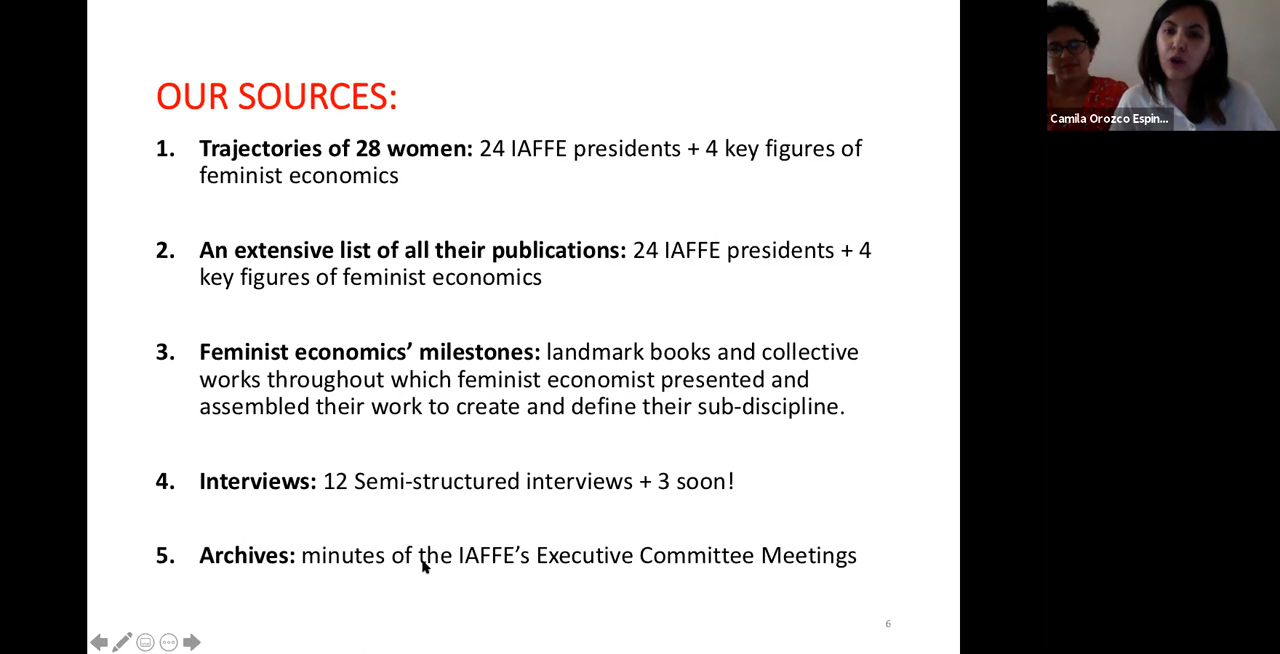 OUR SOURCES:
1. Trajectories of 28 women: 24 IAFFE presidents + 4 key figures of
feminist economics
2. An extensive list of all their publications: 24 IAFFE presidents + 4
key figures of feminist economics
3. Feminist economics’ milestones: landmark books and collective
works throughout which feminist economist presented and
assembled their work to create and define their sub-discipline.
4. Interviews: 12 Semi-structured interviews + 3 soon!
5. Archives: minutes of the IAFFE’s Executive Committee Meetings
6
Camila Orozco Espin...